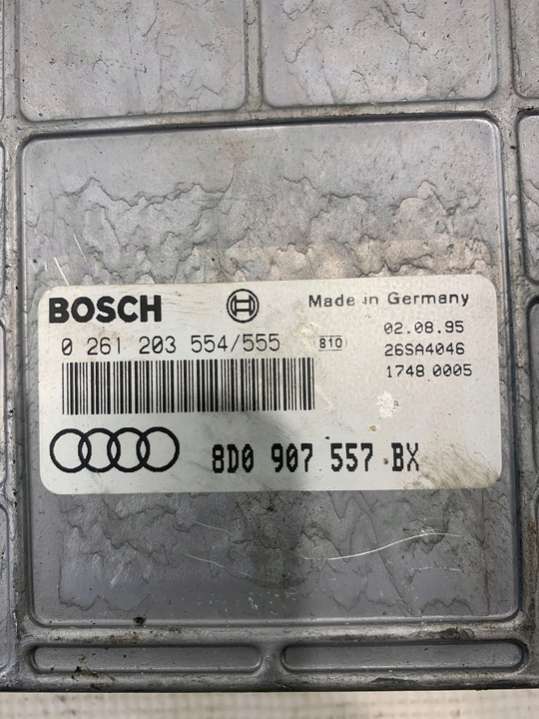 BOSCH
Made in Germany
0 261 203 554/555
810
02.08.95
26SA4046
1748 0005
8D0 907 557 BX